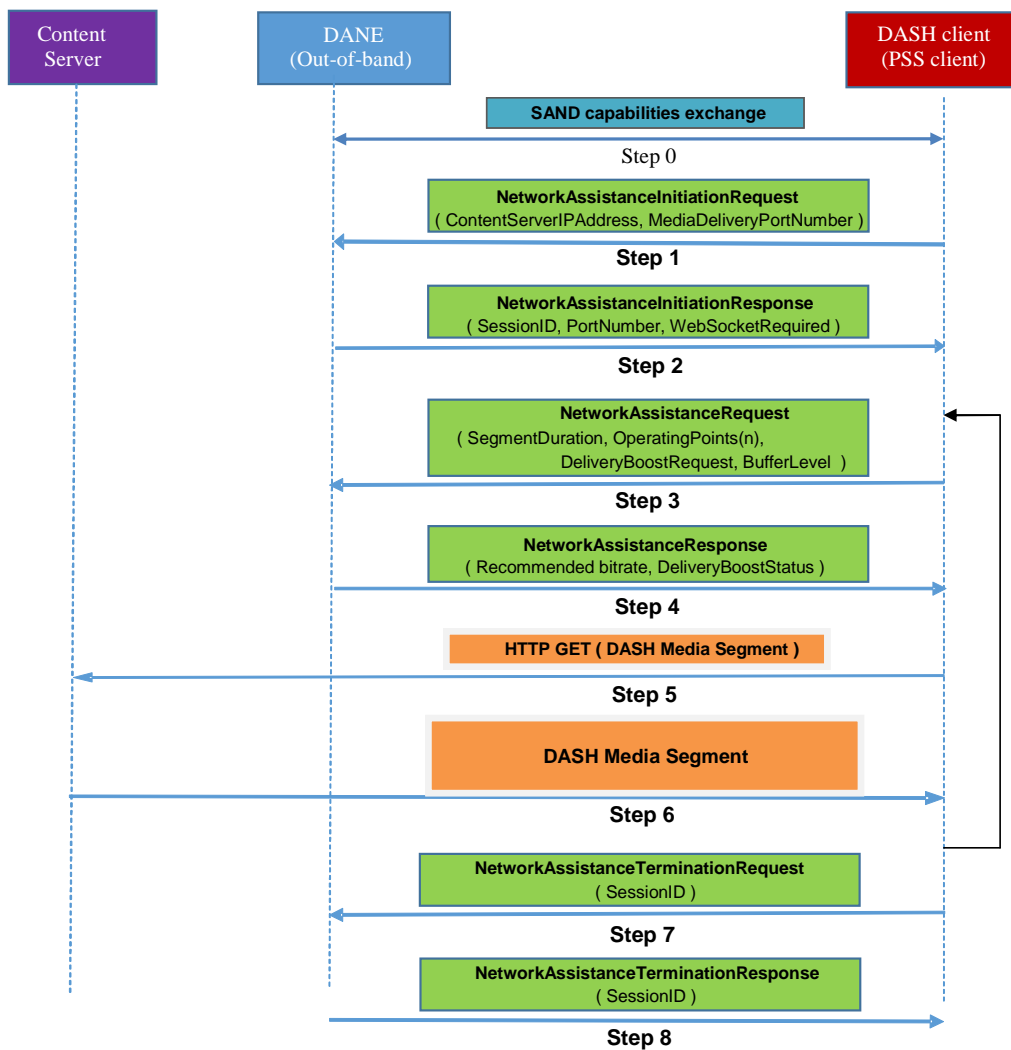 Content
Server
DANE
(Out-of-band)
DASH client
(PSS client)
SAND capabilities exchange
Step 0
NetworkAssistanceInitiationRequest
( ContentServerIPAddress, MediaDeliveryPortNumber )
Step 1
NetworkAssistanceInitiationResponse
( SessionID, PortNumber, WebSocketRequired )
Step 2
NetworkAssistanceRequest
( SegmentDuration, OperatingPoints(n),
DeliveryBoostRequest, BufferLevel )
Step 3
NetworkAssistanceResponse
( Recommended bitrate, DeliveryBoostStatus )
Step 4
HTTP GET ( DASH Media Segment )
Step 5
DASH Media Segment
Step 6
NetworkAssistanceTerminationRequest
( SessionID )
Step 7
NetworkAssistanceTerminationResponse
( SessionID )
Step 8